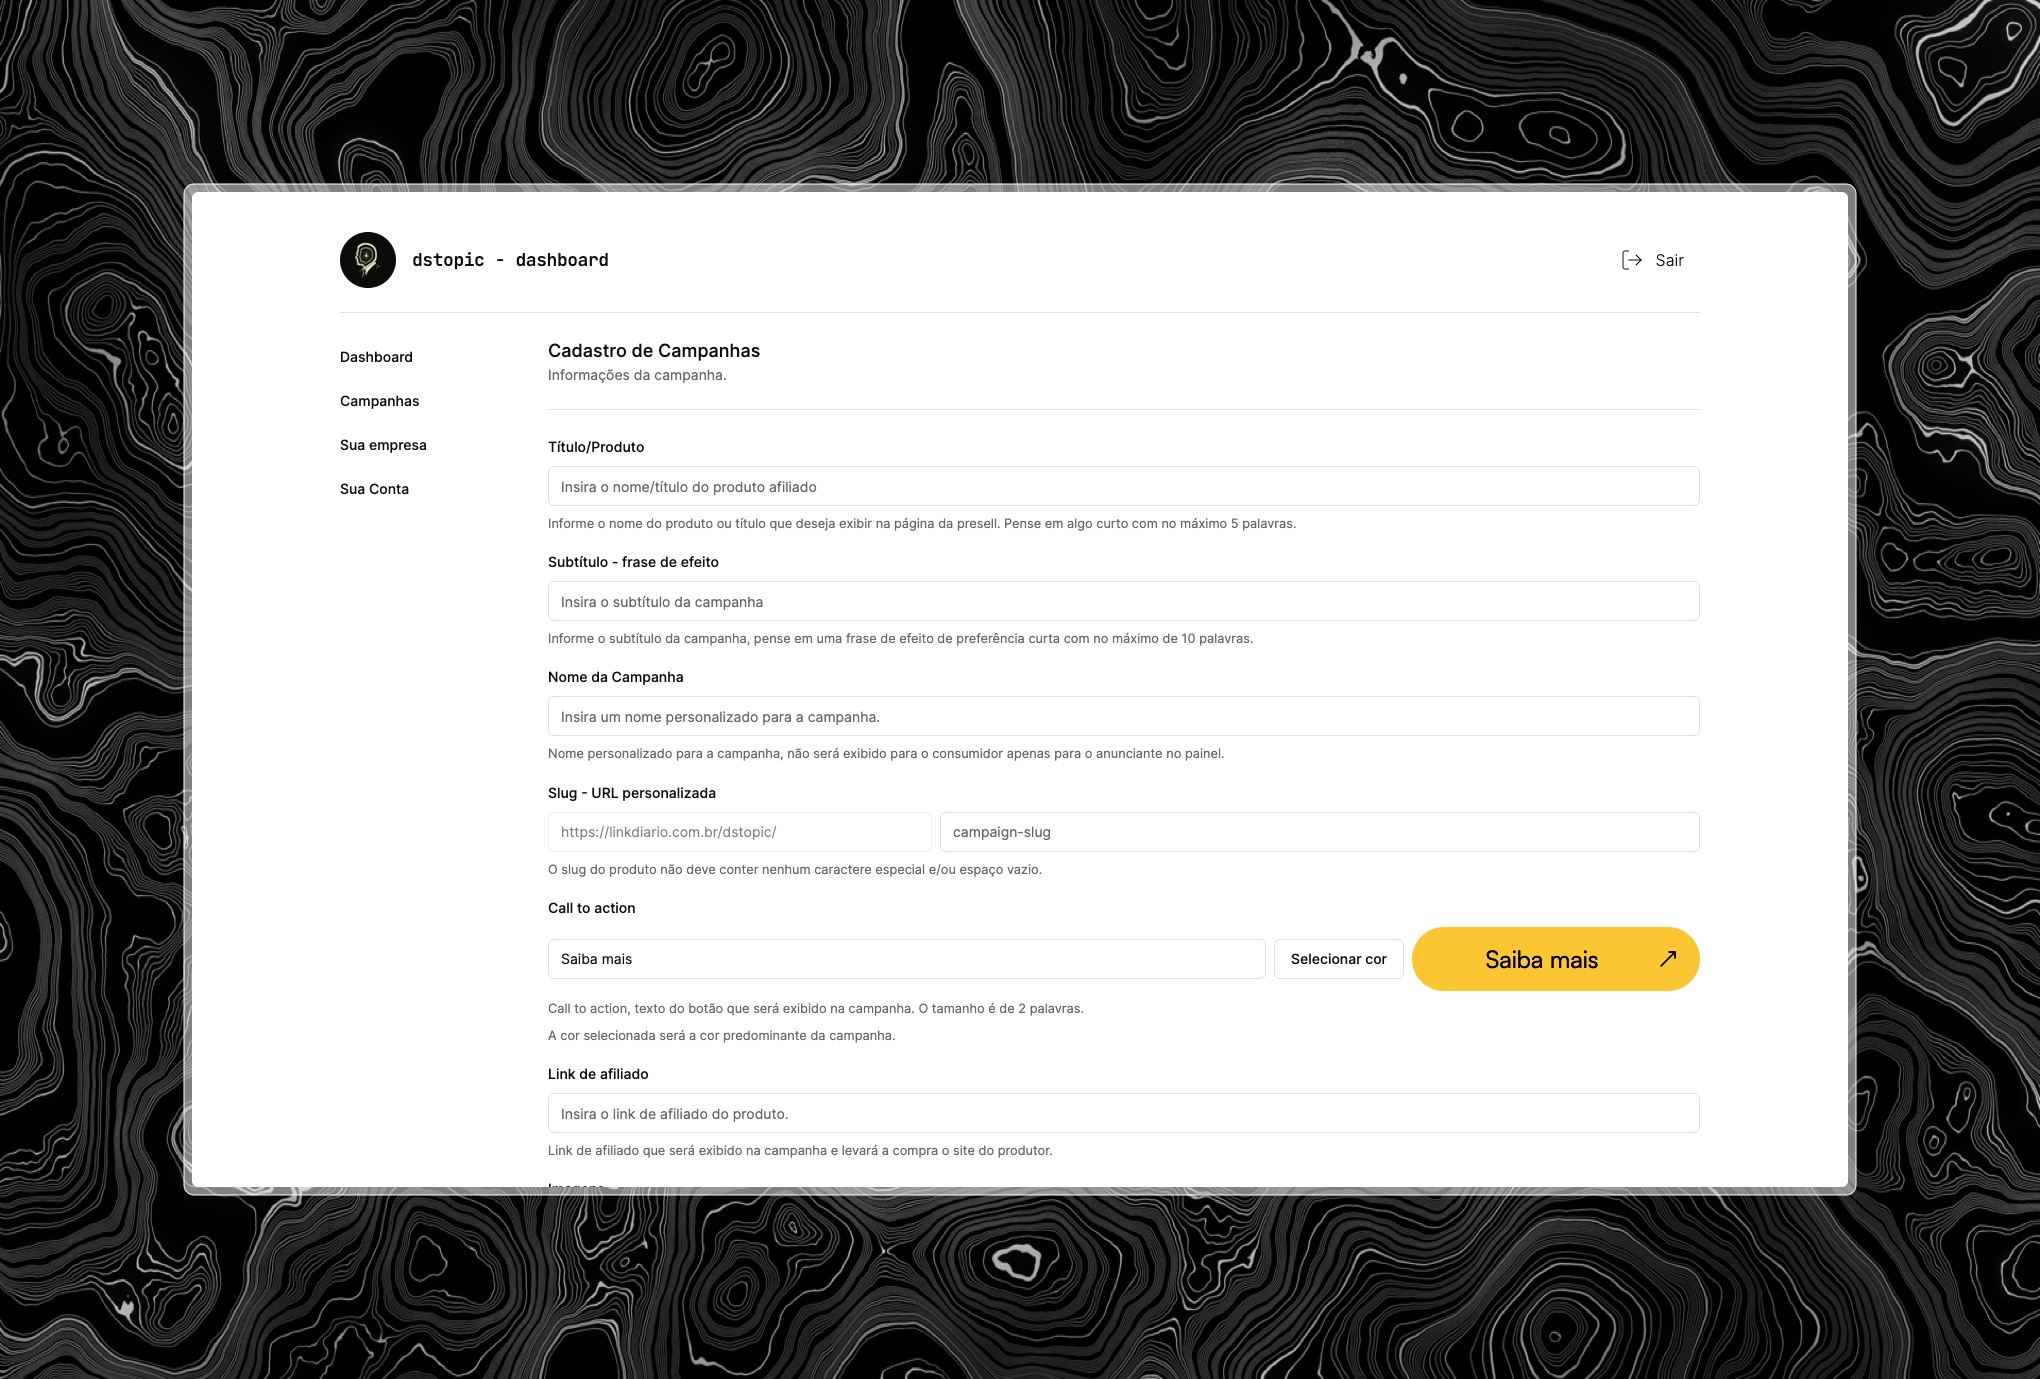 dstopic - dashboard
Sair
Dashboard
Campanhas
Sua empresa
Sua Conta
Cadastro de Campanhas
Informações da campanha.
Título/Produto
Insira o nome/título do produto afiliado
Informe o nome do produto ou título que deseja exibir na página da presell. Pense em algo curto com no máximo 5 palavras.
Subtítulo - frase de efeito
Insira o subtítulo da campanha
Informe o subtítulo da campanha, pense em uma frase de efeito de preferência curta com no máximo de 10 palavras.
Nome da Campanha
Insira um nome personalizado para a campanha.
Nome personalizado para a campanha, não será exibido para o consumidor apenas para o anunciante no painel.
Slug - URL personalizada
https://linkdiario.com.br/dstopic/
campaign-slug
O slug do produto não deve conter nenhum caractere especial e/ou espaço vazio.
Call to action
Saiba mais
Selecionar cor
Saiba mais
Call to action, texto do botão que será exibido na campanha. O tamanho é de 2 palavras.
A cor selecionada será a cor predominante da campanha.
Link de afiliado
Insira o link de afiliado do produto.
Link de afiliado que será exibido na campanha e levará a compra o site do produtor.